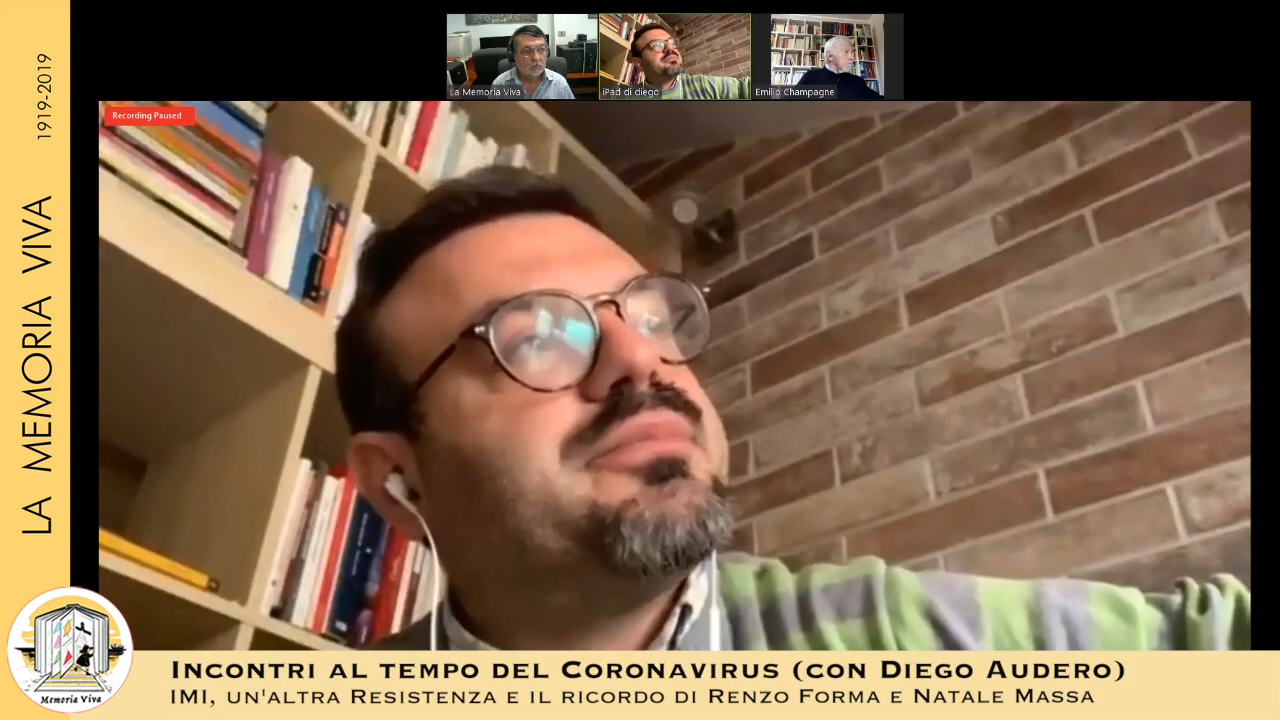 La Memoria Viva
iPad di diego
Emilio Champagne
Recording Paused
LA MEMORIA VIVA 1919-2019
Memoria Viva
INCONTRI AL TEMPO DEL CORONAVIRUS (CON DIEGO AUDERO)
IMI, UN'ALTRA RESISTENZA E IL RICORDO DI RENZO FORMA E NATALE MASSA